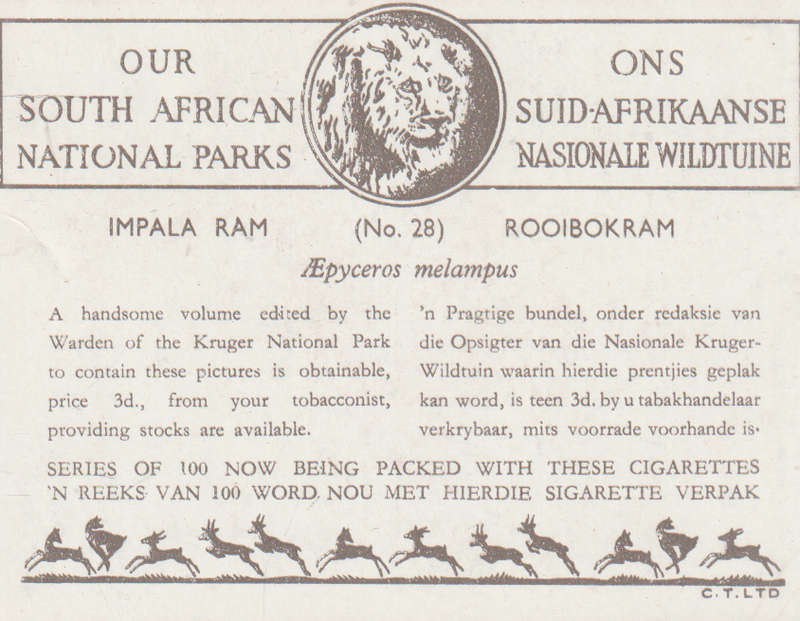 OUR
SOUTH AFRICAN
NATIONAL PARKS
ONS
SUID-AFRIKAANSE
NASIONALE WILDTUINE
IMPALA RAM (No. 28) ROOIBOKRAM
Æpyceros melampus
A handsome volume edited by the
Warden of the Kruger National Park
to contain these pictures is obtainable,
price 3d., from your tobacconist,
providing stocks are available.
'n Pragtige bundel, onder redaksie van
die Opsigter van die Nasionale Kruger-
Wildtuin waarin hierdie prentjies geplak
kan word, is teen 3d. by u tabakhandelaar
verkrybaar, mits voorrade voorhande is.
SERIES OF 100 NOW BEING PACKED WITH THESE CIGARETTES
'N REEKS VAN 100 WORD NOU MET HIERDIE SIGARETTE VERPAK
C.T.LTD